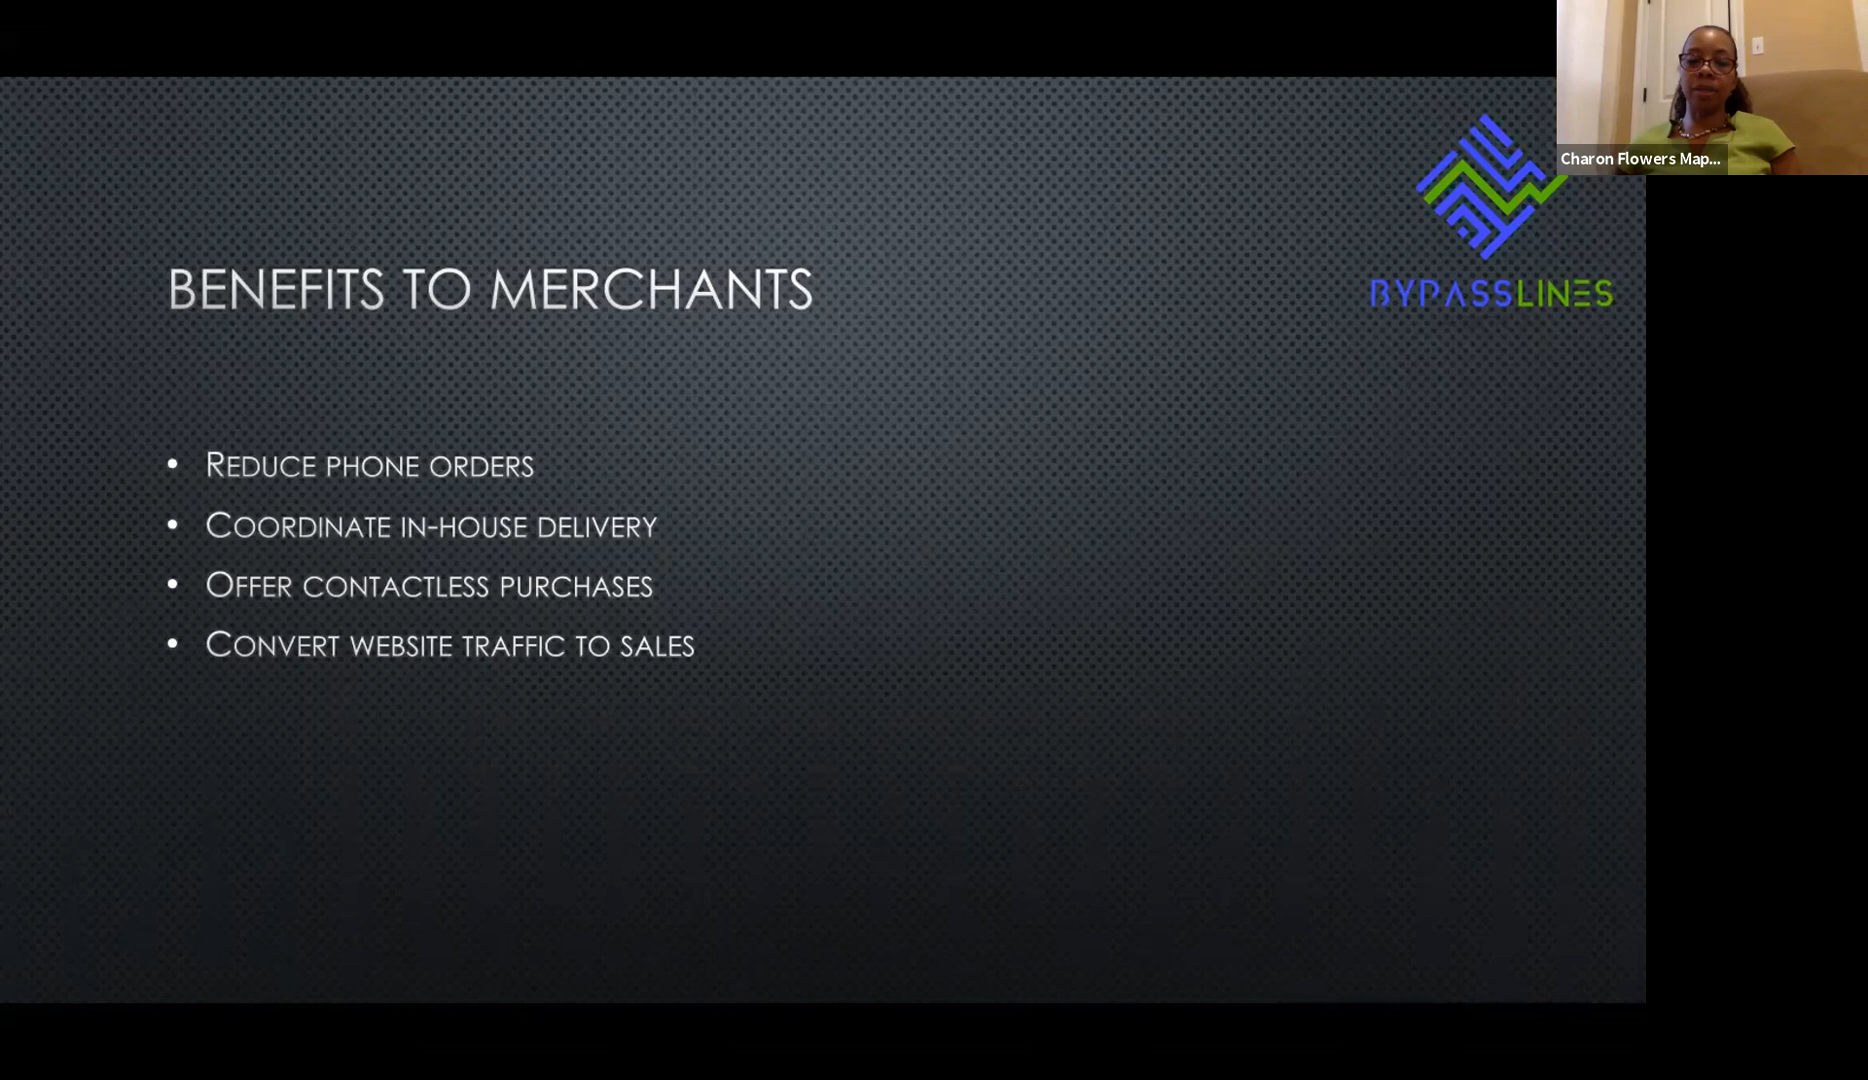 Charon Flowers Map...
BYPASSLINES
BENEFITS TO MERCHANTS
• REDUCE PHONE ORDERS
• COORDINATE IN-HOUSE DELIVERY
• OFFER CONTACTLESS PURCHASES
• CONVERT WEBSITE TRAFFIC TO SALES